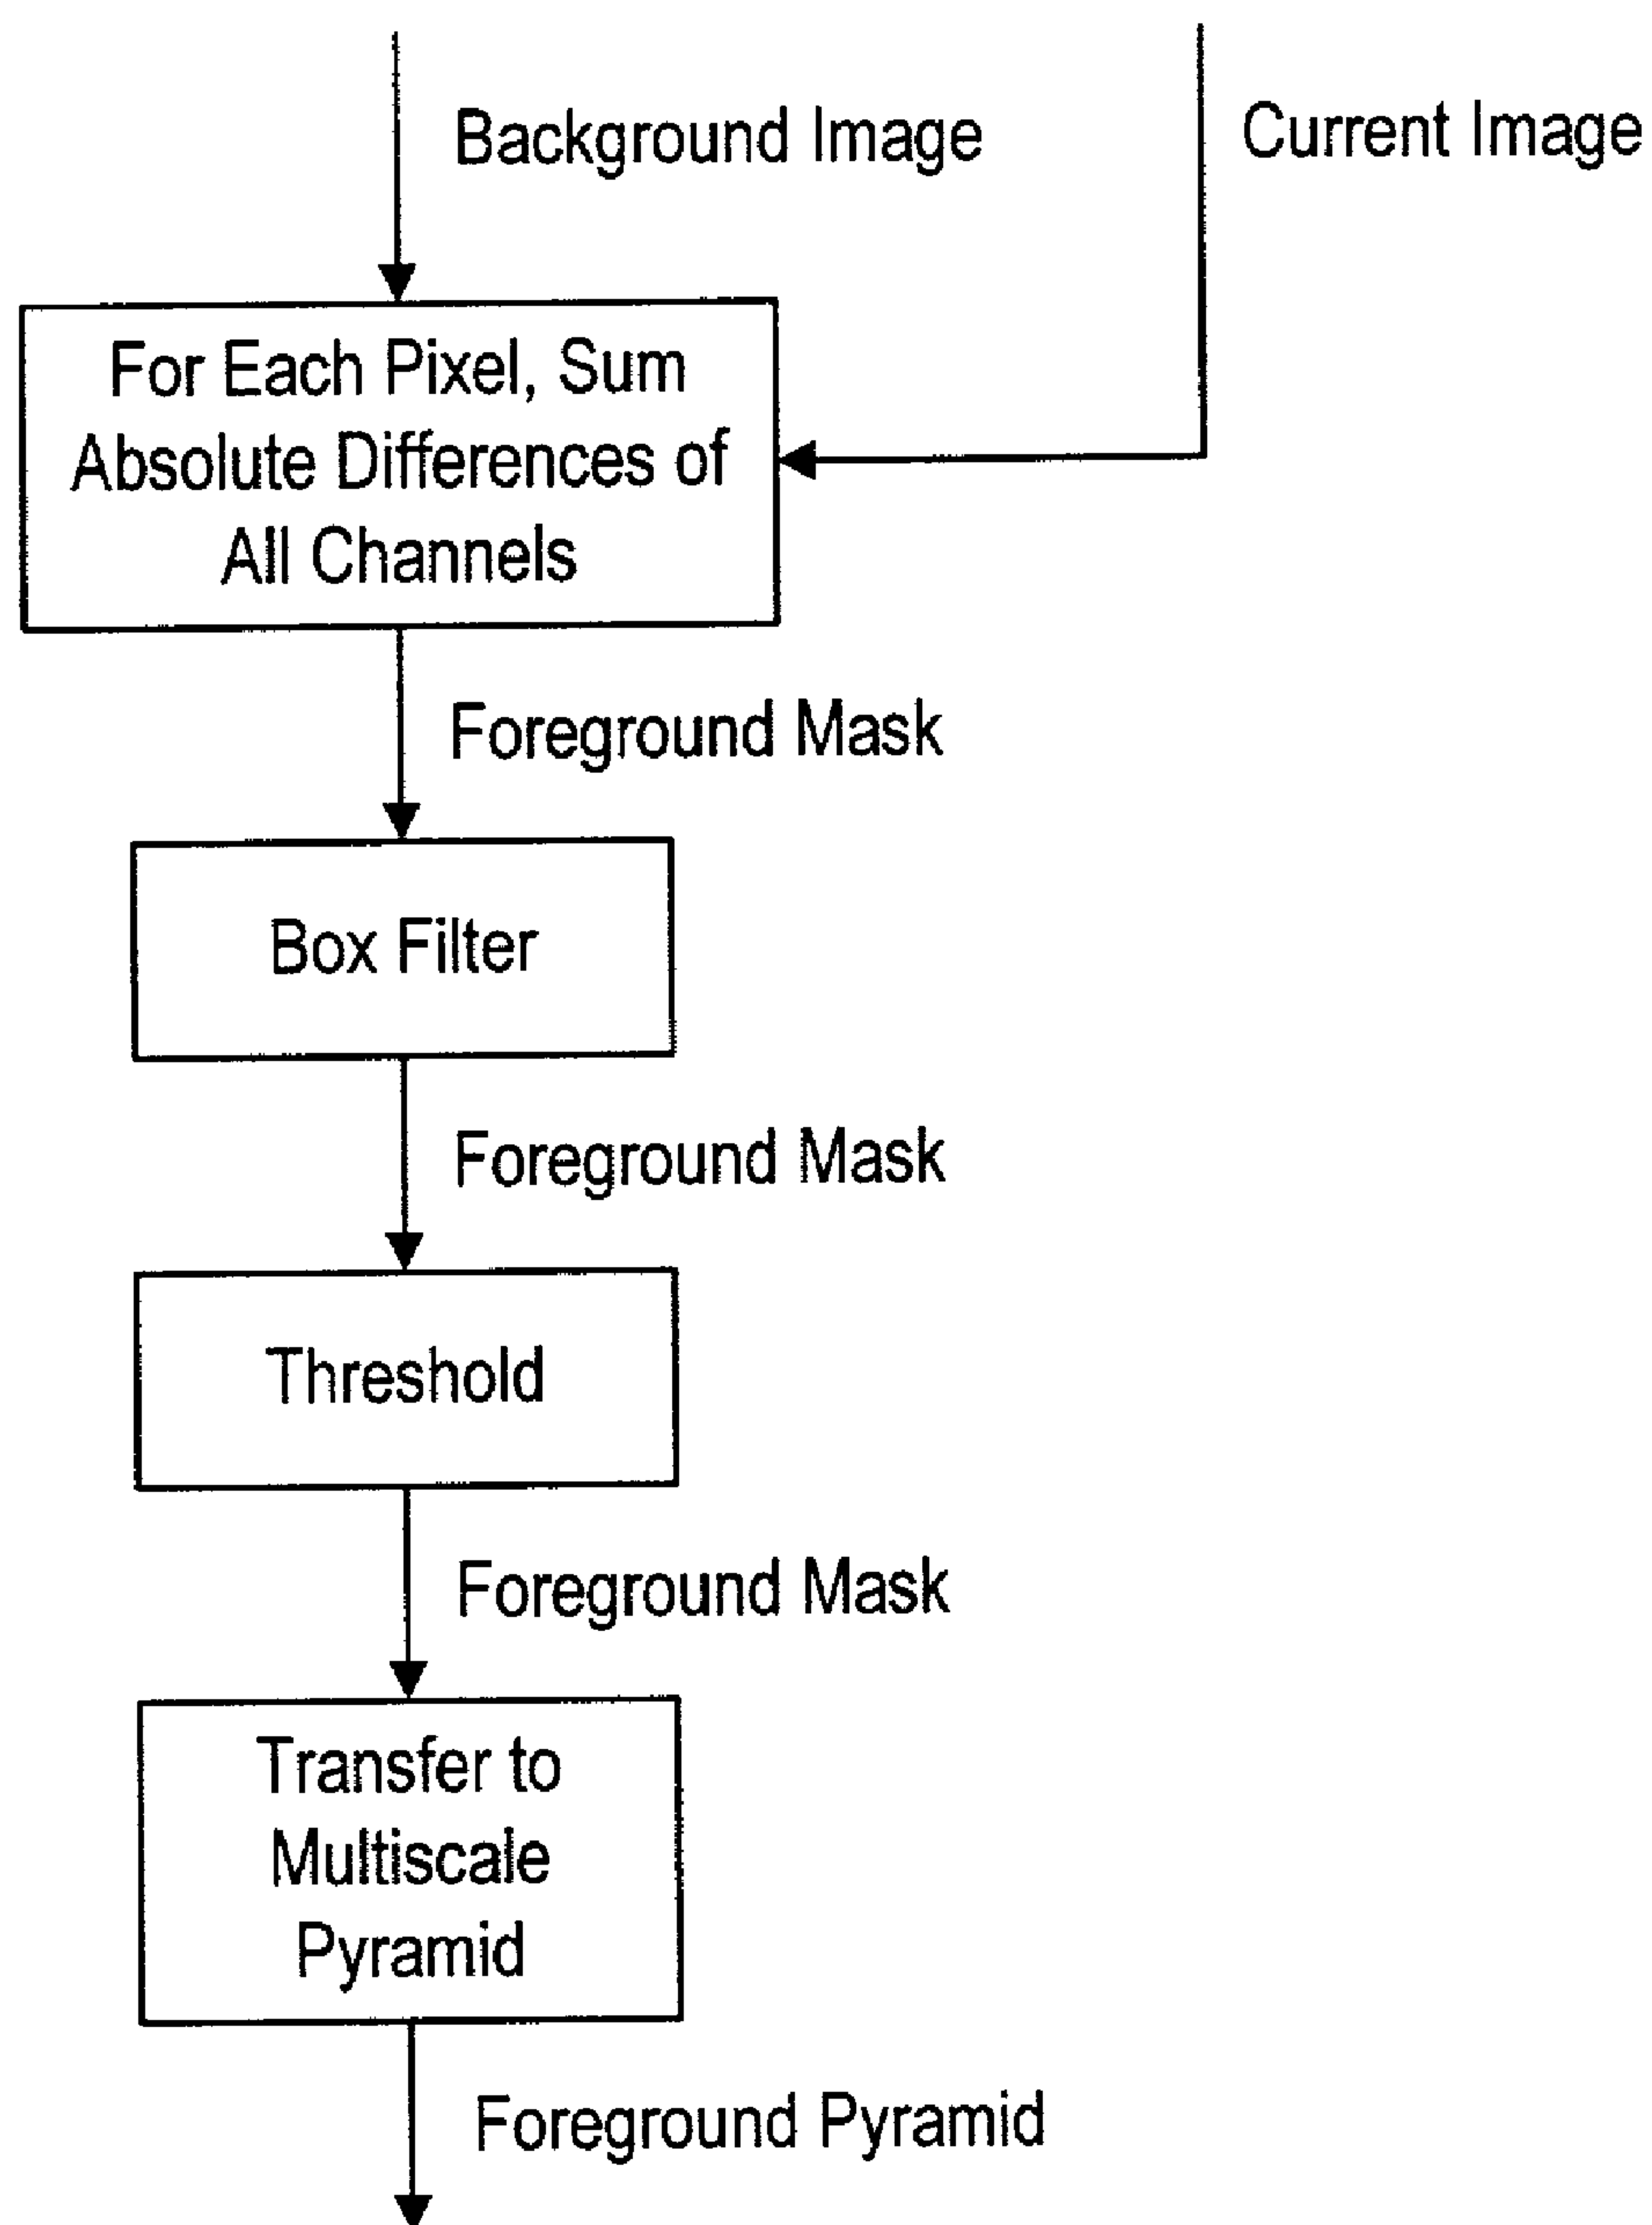 Background Image
Current Image
For Each Pixel, Sum
Absolute Differences of
All Channels
Foreground Mask
Box Filter
Foreground Mask
Threshold
Foreground Mask
Transfer to
Multiscale
Pyramid
Foreground Pyramid